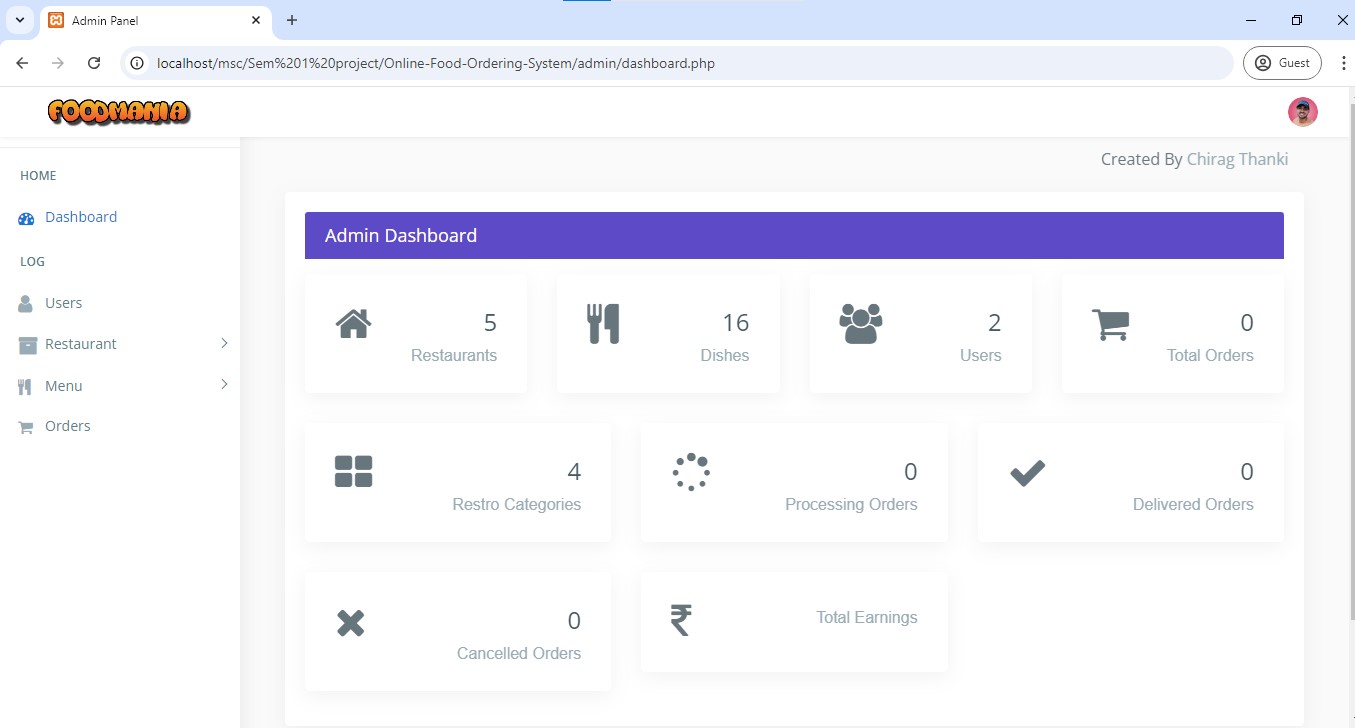 Admin Panel
localhost/msc/Sem%201%20project/Online-Food-Ordering-System/admin/dashboard.php
Guest
FOODMANIA
Created By Chirag Thanki
HOME
Dashboard
LOG
Users
Restaurant
Menu
Orders
Admin Dashboard
5
Restaurants
16
Dishes
2
Users
0
Total Orders
4
Restro Categories
0
Processing Orders
0
Delivered Orders
0
Cancelled Orders
₹
Total Earnings